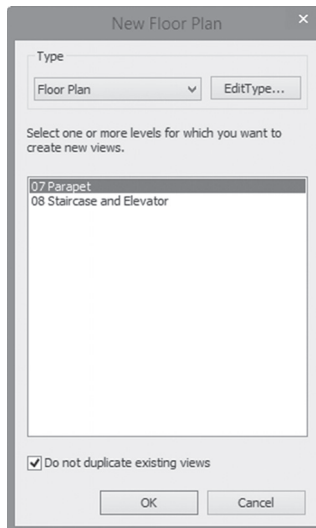 New Floor Plan
Type
Floor Plan
EditType...
Select one or more levels for which you want to
create new views.
07 Parapet
08 Staircase and Elevator
Do not duplicate existing views
OK
Cancel